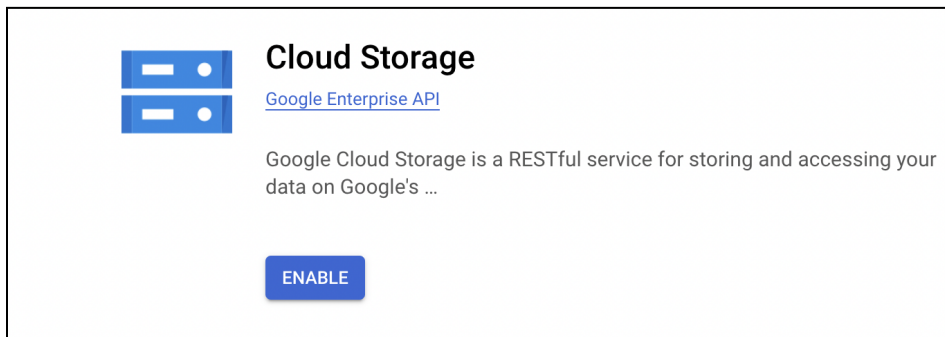 Cloud Storage
Google Enterprise API
Google Cloud Storage is a RESTful service for storing and accessing your
data on Google's ...
ENABLE